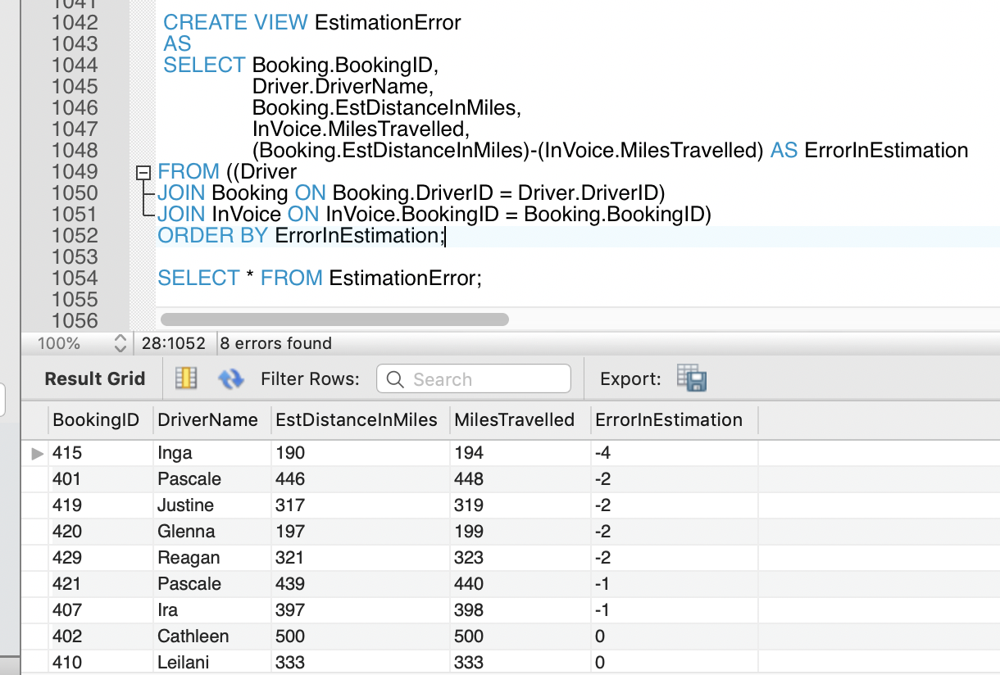 1041
1042 CREATE VIEW EstimationError
1043 AS
1044 SELECT Booking.BookingID,
1045 Driver.DriverName,
1046 Booking.EstDistanceInMiles,
1047 InVoice.MilesTravelled,
1048 (Booking.EstDistanceInMiles)-(InVoice.MilesTravelled) AS ErrorInEstimation
1049 FROM ((Driver
1050 JOIN Booking ON Booking.DriverID = Driver.DriverID)
1051 JOIN InVoice ON InVoice.BookingID = Booking.BookingID)
1052 ORDER BY ErrorInEstimation;
1053
1054 SELECT * FROM EstimationError;
1055
1056
100% 28:1052 8 errors found
Result Grid Filter Rows: Search Export:
BookingID DriverName EstDistanceInMiles MilesTravelled ErrorInEstimation
415 Inga 190 194 -4
401 Pascale 446 448 -2
419 Justine 317 319 -2
420 Glenna 197 199 -2
429 Reagan 321 323 -2
421 Pascale 439 440 -1
407 Ira 397 398 -1
402 Cathleen 500 500 0
410 Leilani 333 333 0